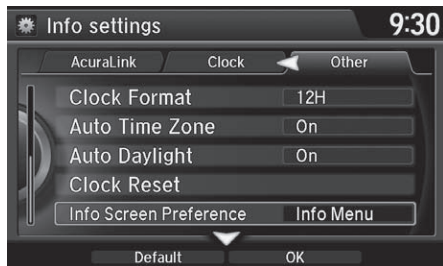 Info settings 9:30
AcuraLink Clock Other
Clock Format 12H
Auto Time Zone On
Auto Daylight On
Clock Reset
Info Screen Preference Info Menu
Default OK